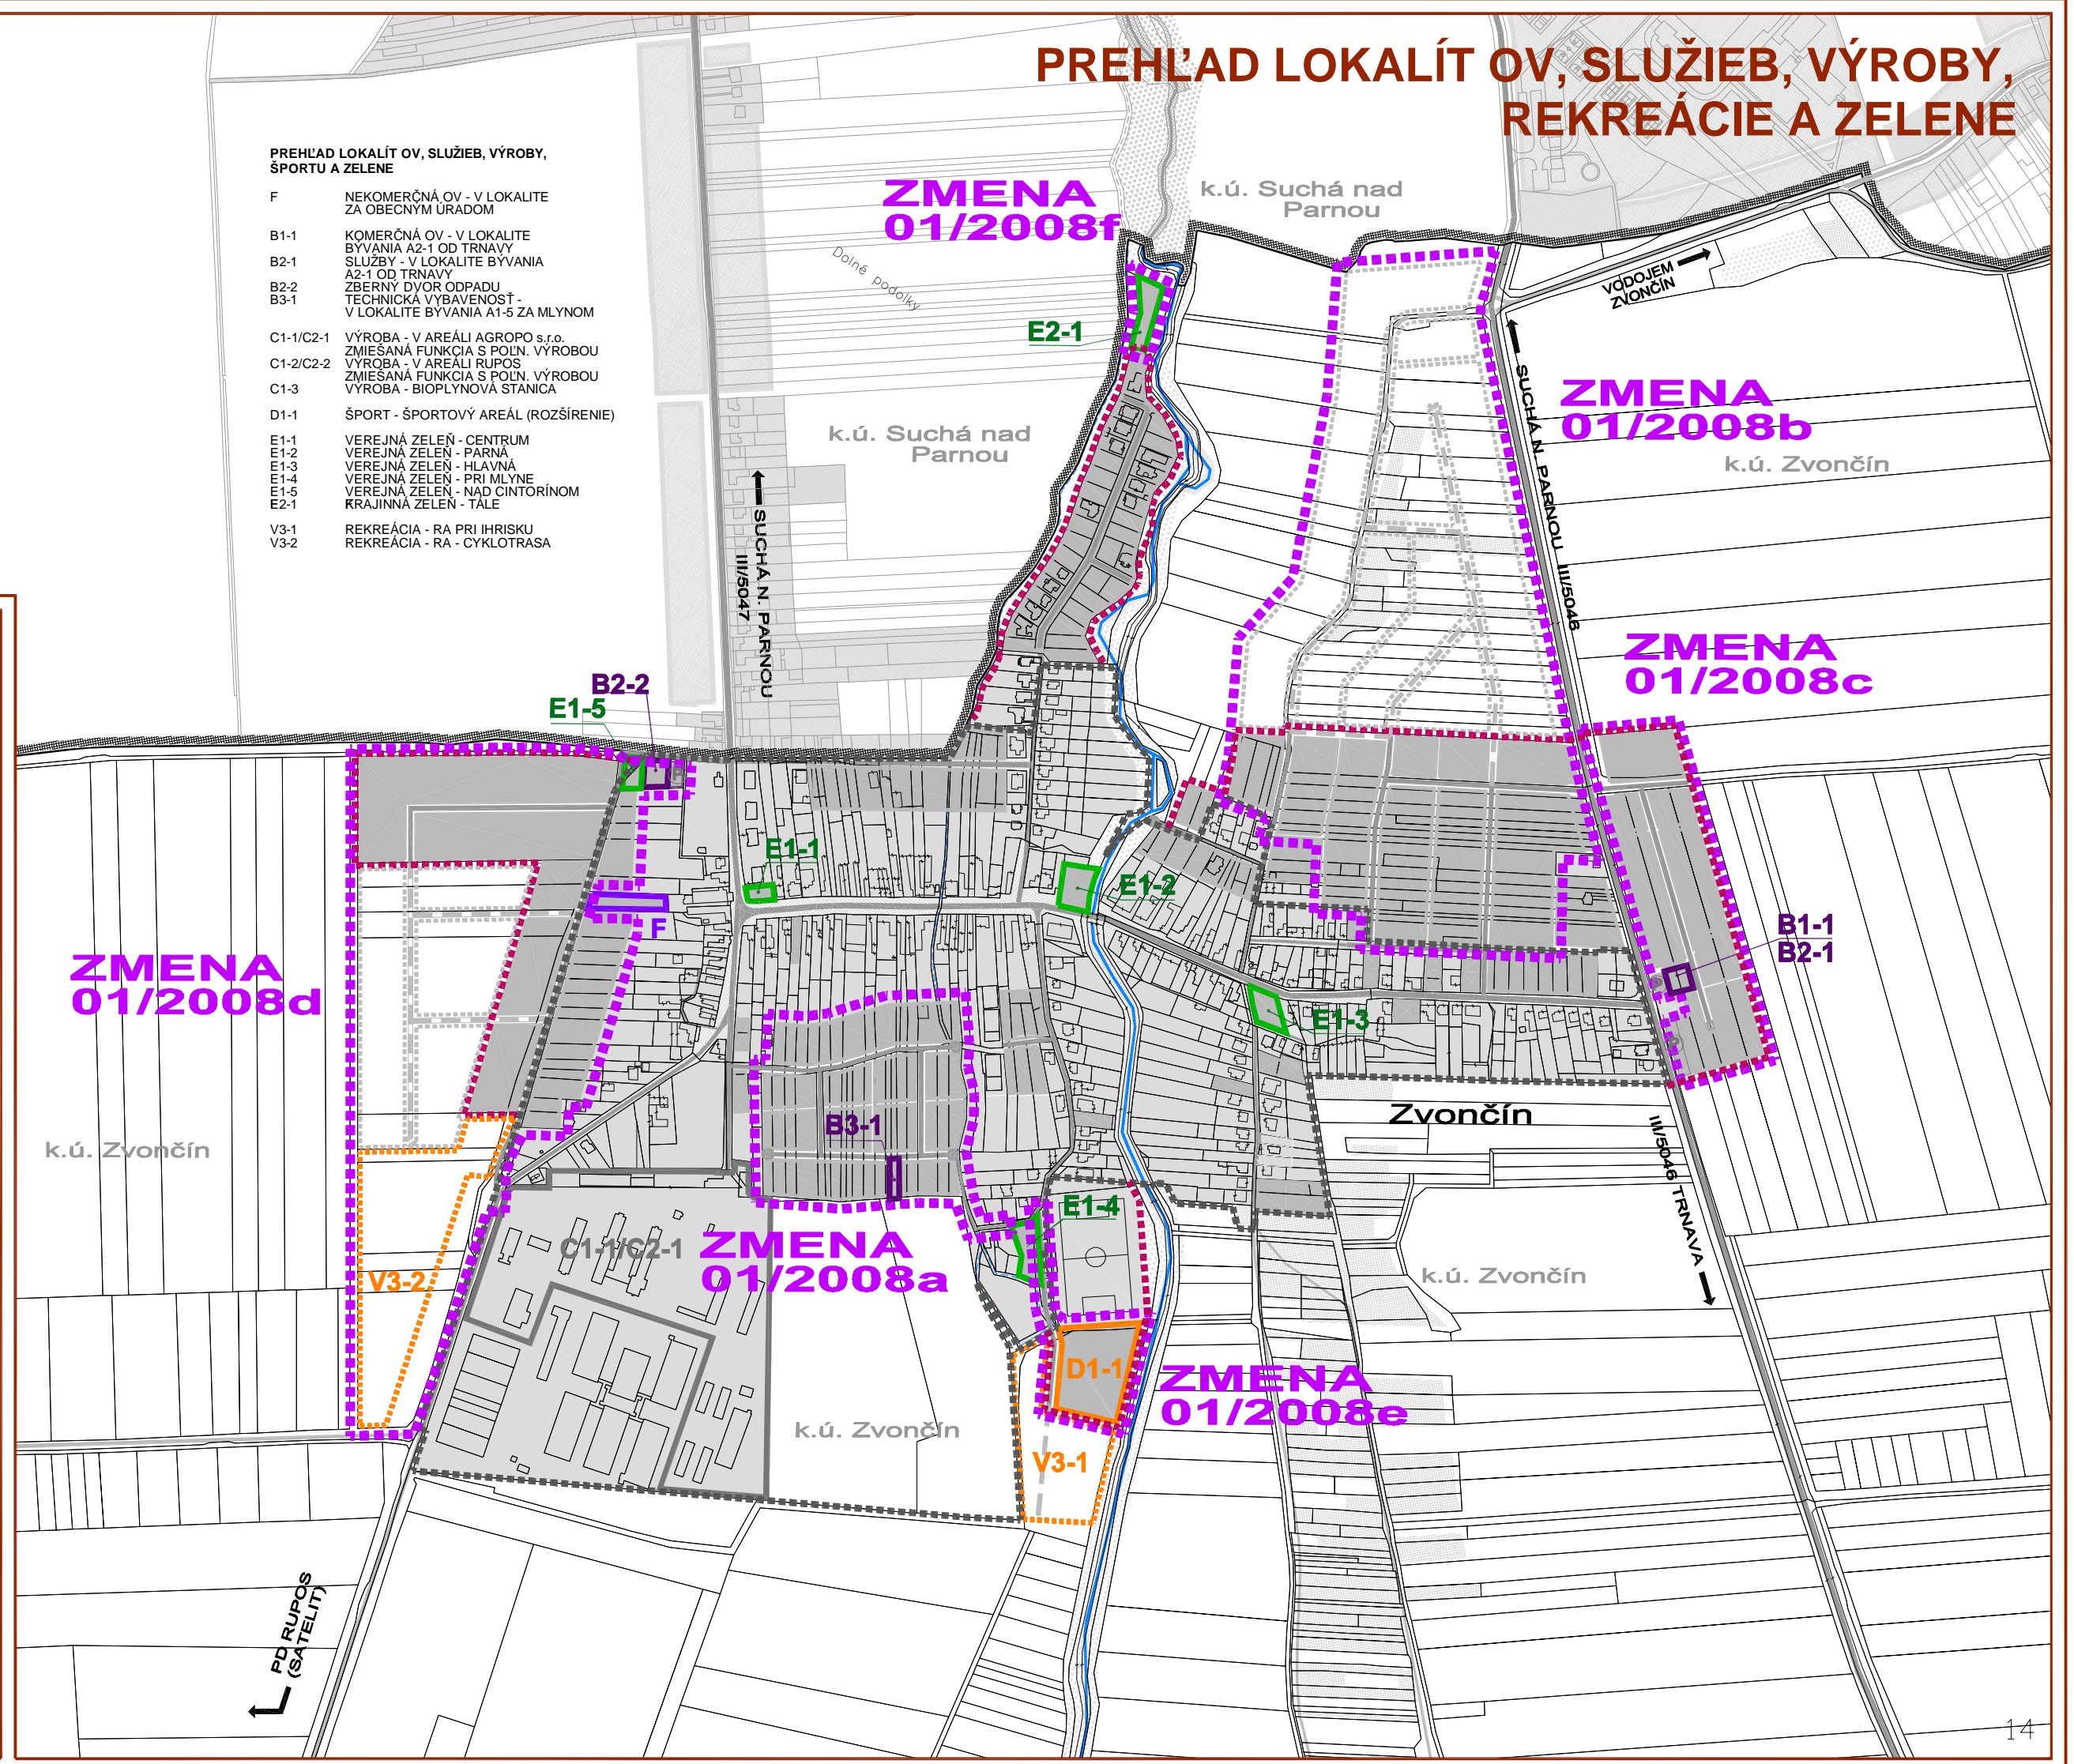 PREHĽAD LOKALÍT OV, SLUŽIEB, VÝROBY,
REKREÁCIE A ZELENE
PREHĽAD LOKALÍT OV, SLUŽIEB, VÝROBY,
ŠPORTU A ZELENE
F NEKOMERČNÁ OV - V LOKALITE
ZA OBECNÝM ÚRADOM
B1-1 KOMERČNÁ OV - V LOKALITE
BÝVANIA A2-1 OD TRNAVY
B2-1 SLUŽBY - V LOKALITE BÝVANIA
A2-1 OD TRNAVY
B2-2 ZBERNÝ DVOR ODPADU
B3-1 TECHNICKÁ VYBAVENOSŤ -
V LOKALITE BÝVANIA A1-5 ZA MLYNOM
C1-1/C2-1 VÝROBA - V AREÁLI AGROPO s.r.o.
ZMIEŠANÁ FUNKCIA S POĽN. VÝROBOU
C1-2/C2-2 VÝROBA - V AREÁLI RUPOS
ZMIEŠANÁ FUNKCIA S POĽN. VÝROBOU
C1-3 VÝROBA - BIOPLYNOVÁ STANICA
D1-1 ŠPORT - ŠPORTOVÝ AREÁL (ROZŠÍRENIE)
E1-1 VEREJNÁ ZELEŇ - CENTRUM
E1-2 VEREJNÁ ZELEŇ - PARNÁ
E1-3 VEREJNÁ ZELEŇ - HLAVNÁ
E1-4 VEREJNÁ ZELEŇ - PRI MLYNE
E1-5 VEREJNÁ ZELEŇ - NAD CINTORÍNOM
E2-1 KRAJINNÁ ZELEŇ - TÁLE
V3-1 REKREÁCIA - RA PRI IHRISKU
V3-2 REKREÁCIA - RA - CYKLOTRASA
ZMENA
01/2008f
k.ú. Suchá nad
Parnou
Dolné podolky
VODOJEM
ZVONČÍN
E2-1
SUCHÁ N. PARNOU III/5046
ZMENA
01/2008b
k.ú. Zvončín
k.ú. Suchá nad
Parnou
SUCHÁ N. PARNOU
III/5047
ZMENA
01/2008c
B2-2
E1-5
P
E1-1
E1-2
F
B1-1
B2-1
ZMENA
01/2008d
P
E1-3
P
B3-1
Zvončín
k.ú. Zvončín
III/5046 TRNAVA
E1-4
C1-1/C2-1
ZMENA
01/2008a
V3-2
k.ú. Zvončín
D1-1
ZMENA
01/2008e
k.ú. Zvončín
V3-1
PD RUPOS
(SATELIT)
14